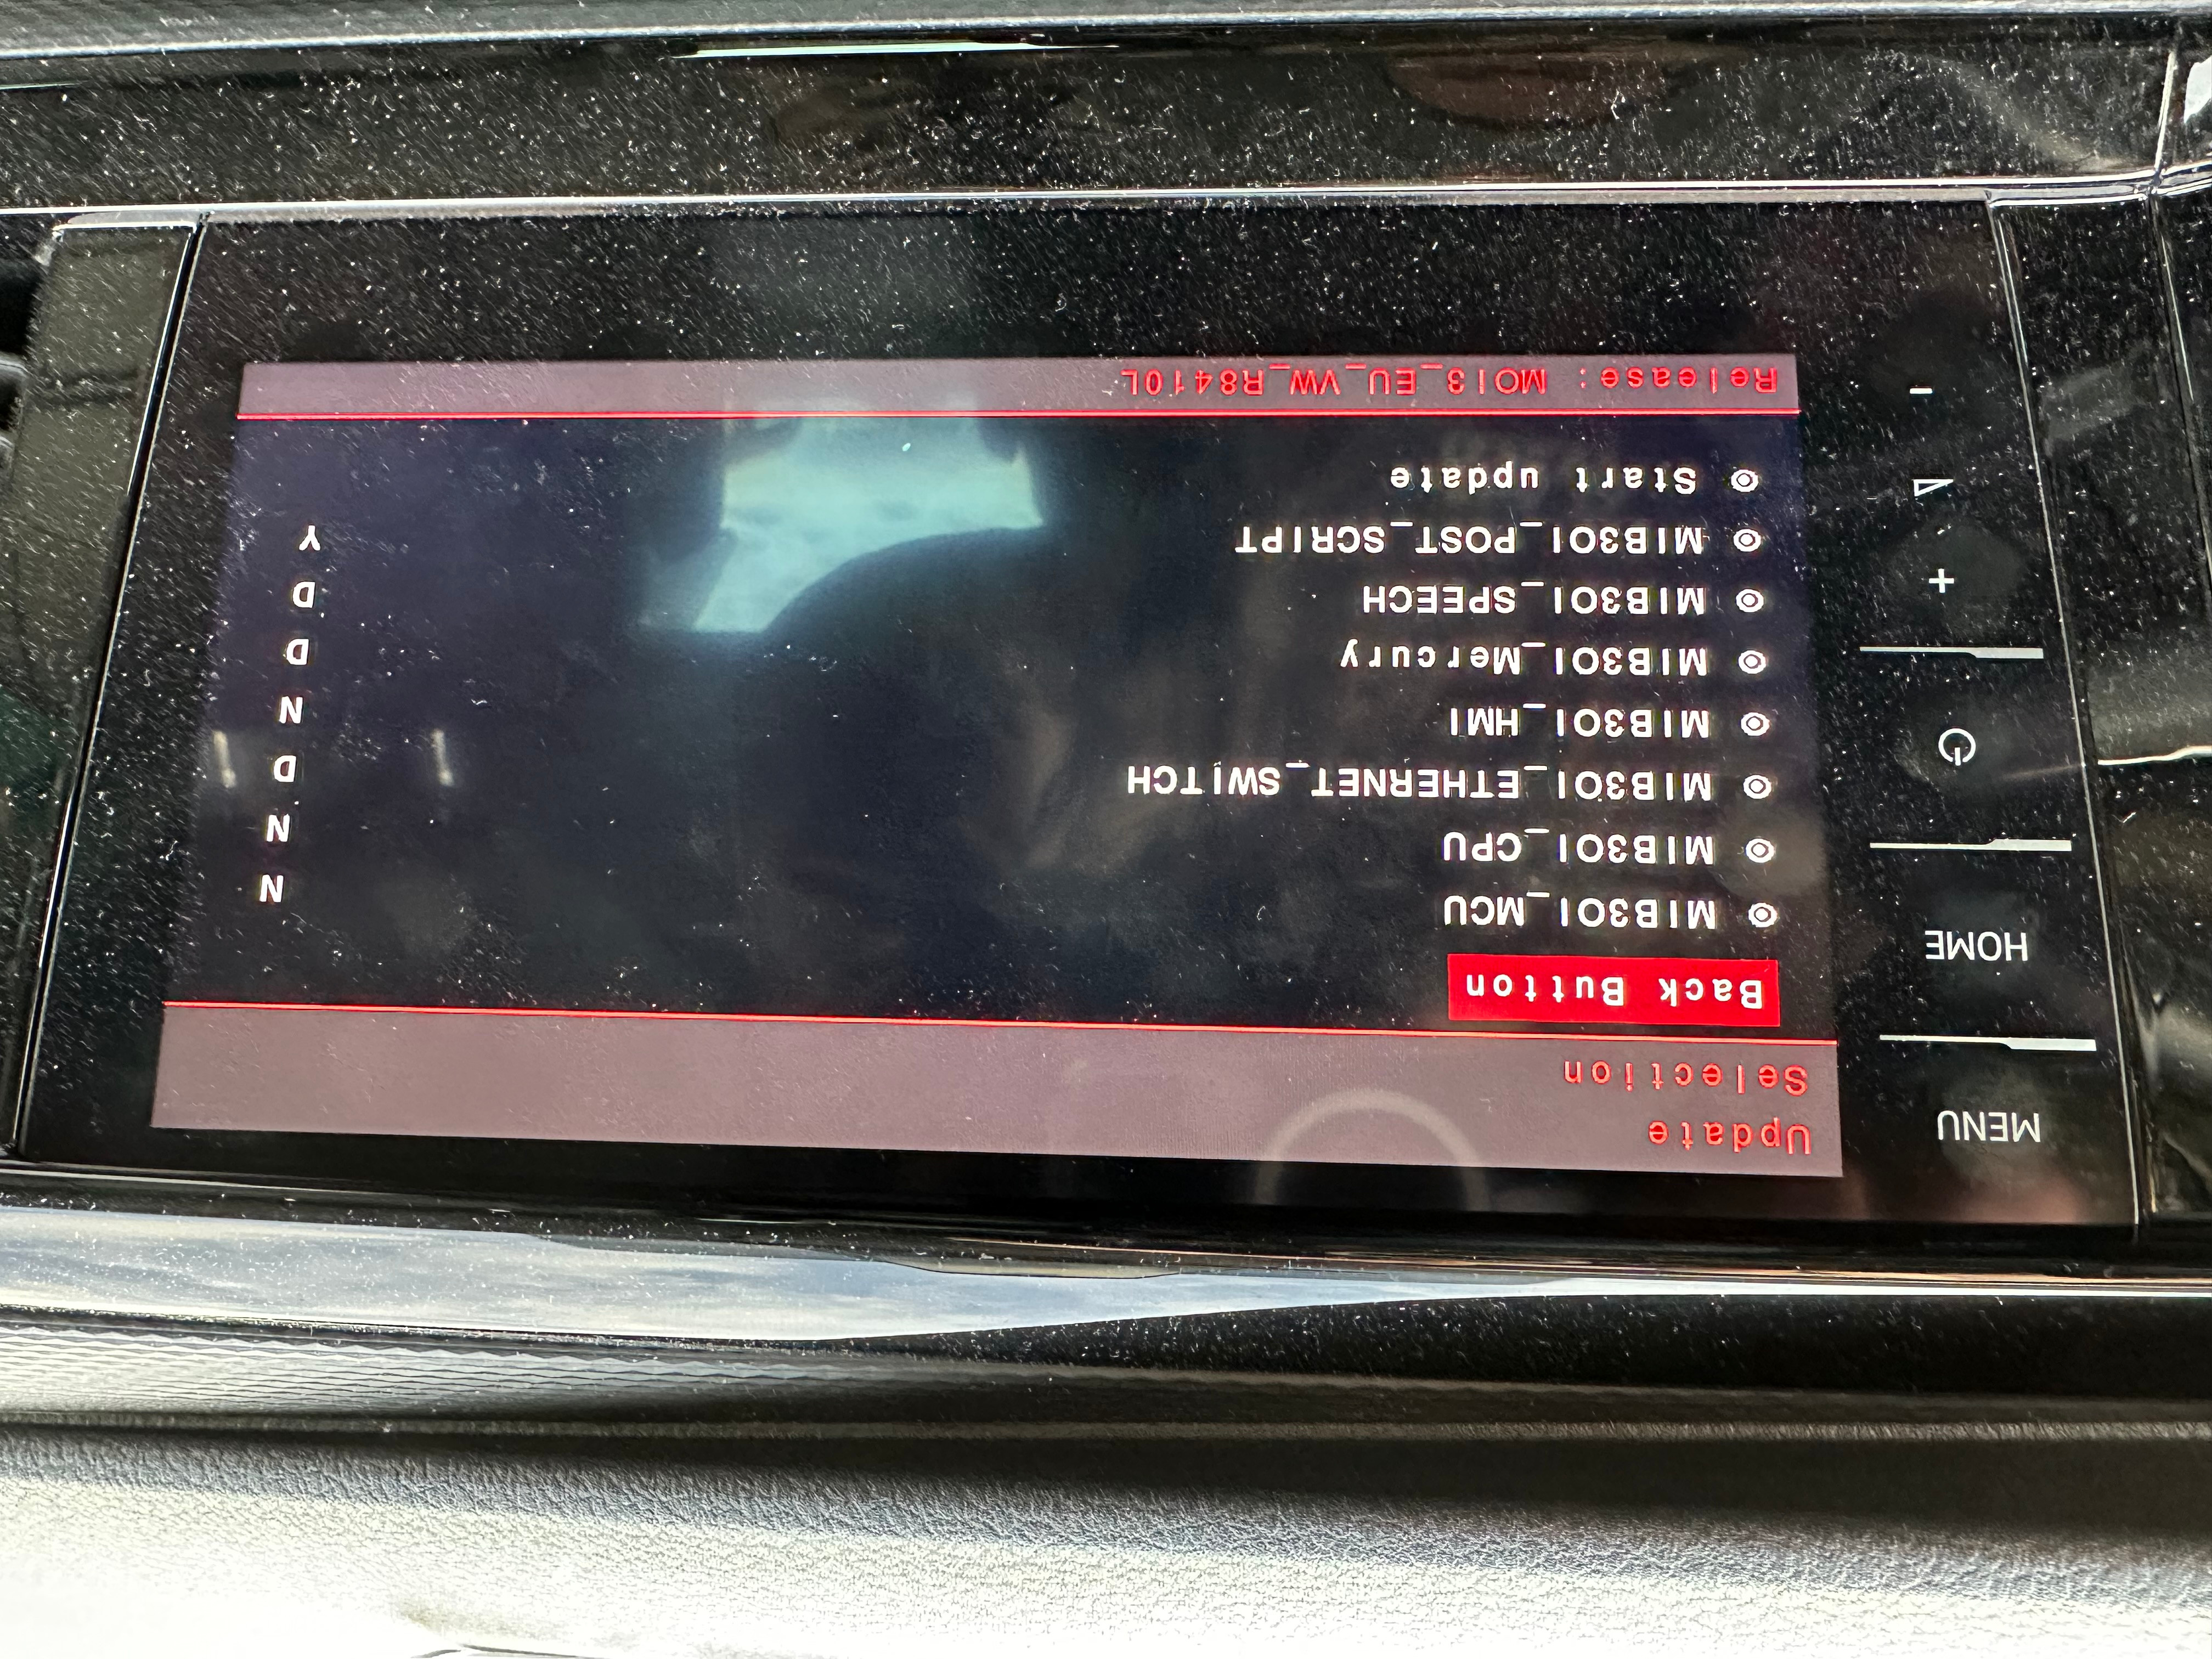 MENU
HOME
+
-
Update
Selection
Back Button
MIB3OI_MCU N
MIB3OI_CPU N
MIB3OI_ETHERNET_SWITCH D
MIB3OI_HMI N
MIB3OI_Mercury D
MIB3OI_SPEECH D
MIB3OI_POST_SCRIPT Y
Start update
Release: MOI3_EU_VW_R8410L